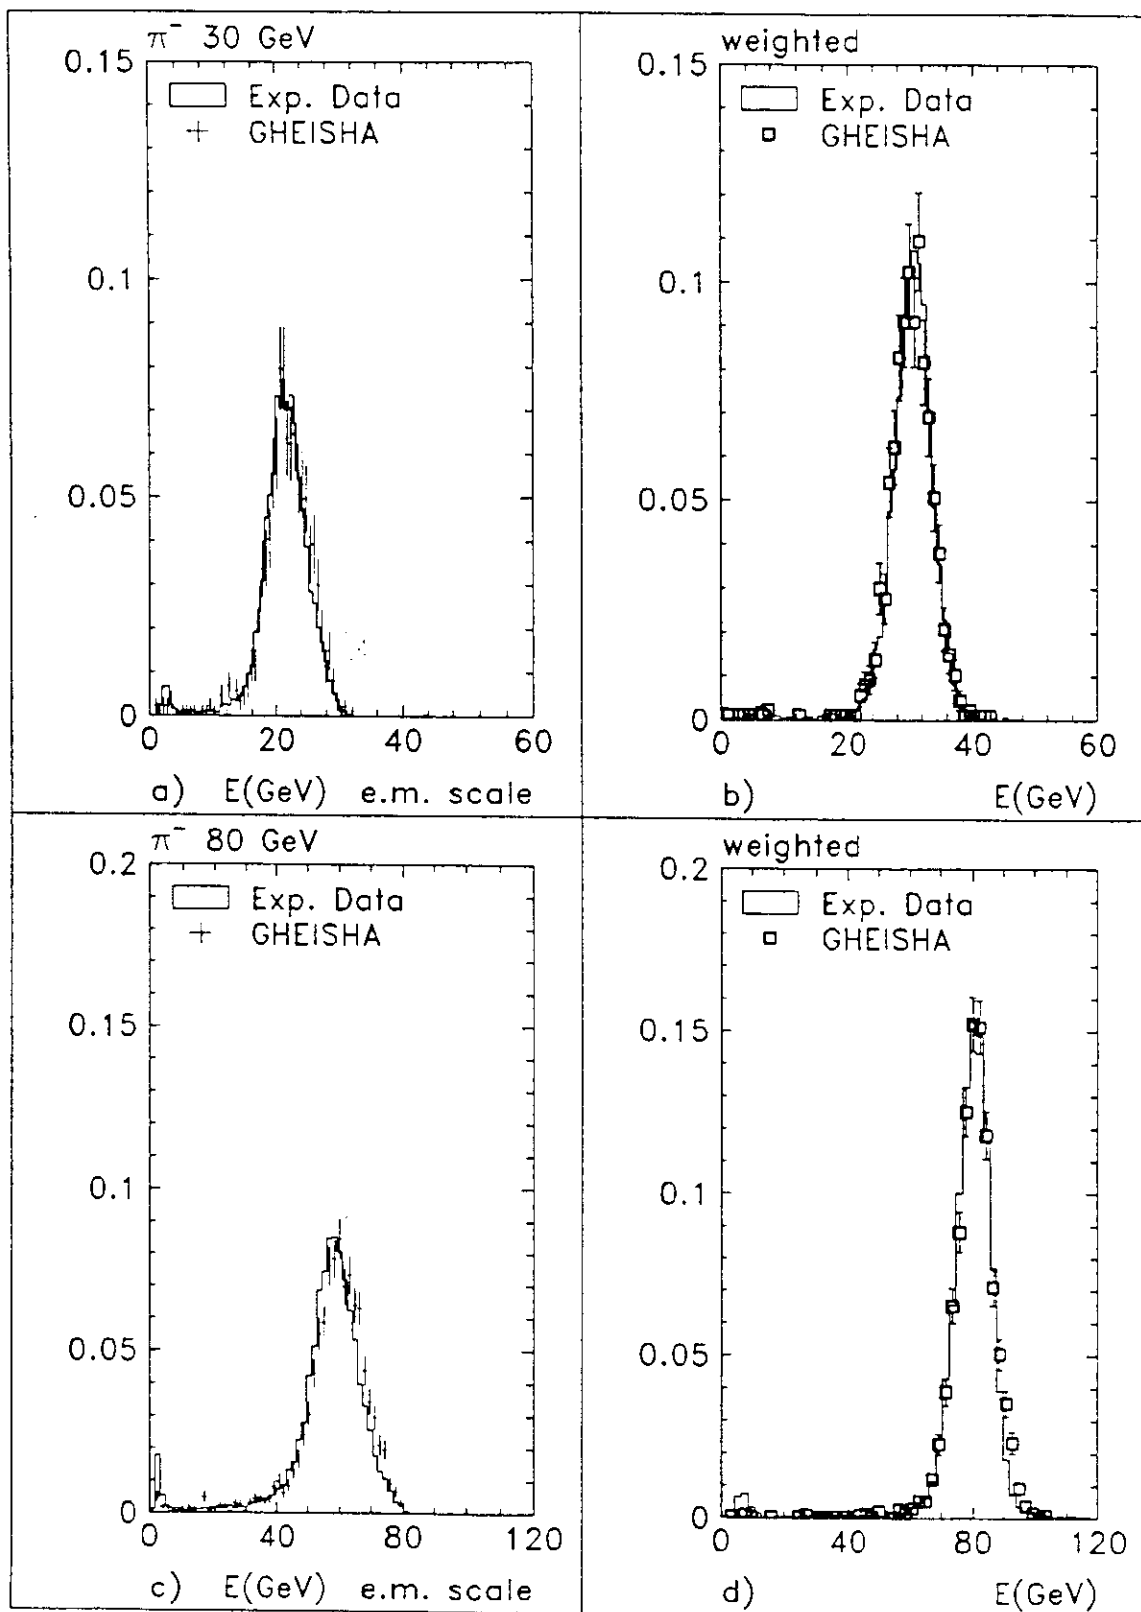 π⁻ 30 GeV
0.15
Exp. Data
GHEISHA
0.1
0.05
0
0 20 40 60
a) E(GeV) e.m. scale
weighted
0.15
Exp. Data
GHEISHA
0.1
0.05
0
0 20 40 60
b) E(GeV)
π⁻ 80 GeV
0.2
Exp. Data
GHEISHA
0.15
0.1
0.05
0
0 40 80 120
c) E(GeV) e.m. scale
weighted
0.2
Exp. Data
GHEISHA
0.15
0.1
0.05
0
0 40 80 120
d) E(GeV)